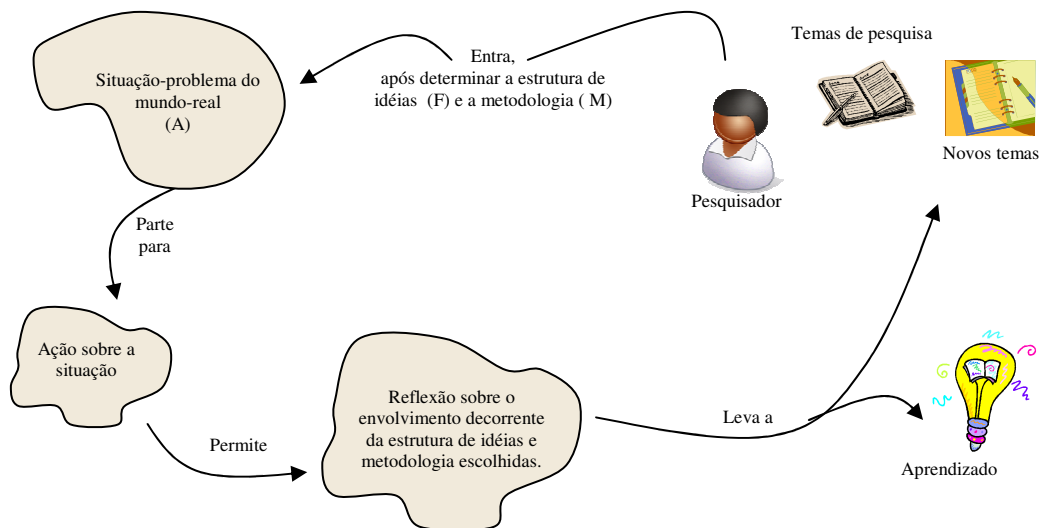 Temas de pesquisa
Entra,
após determinar a estrutura de
idéias (F) e a metodologia ( M)
Situação-problema do
mundo-real
(A)
Novos temas
Pesquisador
Parte
para
Ação sobre a
situação
Reflexão sobre o
envolvimento decorrente
da estrutura de idéias e
metodologia escolhidas.
Permite
Leva a
Aprendizado